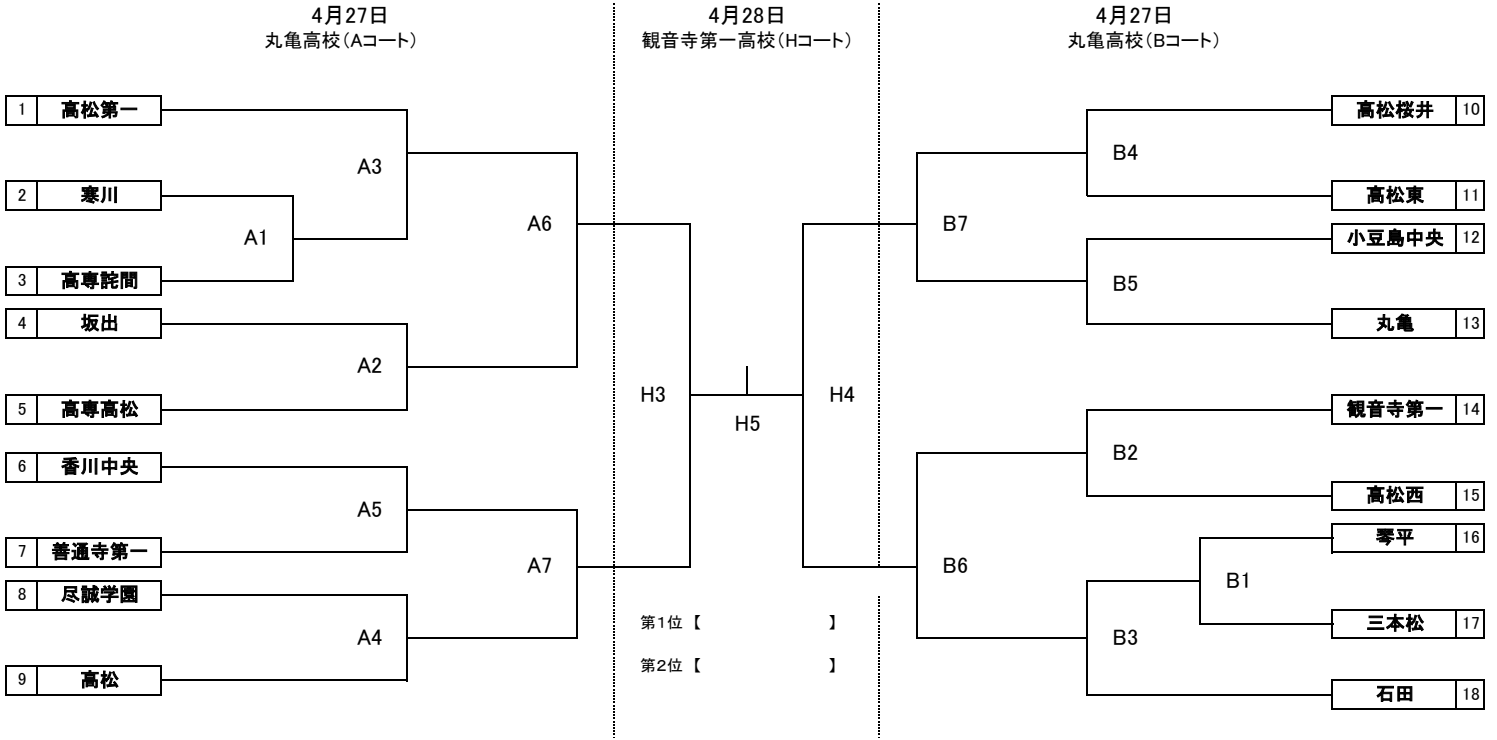 4月27日
丸亀高校(Aコート)
4月28日
観音寺第一高校(Hコート)
4月27日
丸亀高校(Bコート)
1 高松第一
2 寒川
3 高専詫間
4 坂出
5 高専高松
6 香川中央
7 善通寺第一
8 尽誠学園
9 高松
A3
A1
A6
A2
A5
A7
A4
H3
H5
H4
第1位【 】
第2位【 】
B4
B7
B5
B2
B6
B1
B3
高松桜井 10
高松東 11
小豆島中央 12
丸亀 13
観音寺第一 14
高松西 15
琴平 16
三本松 17
石田 18